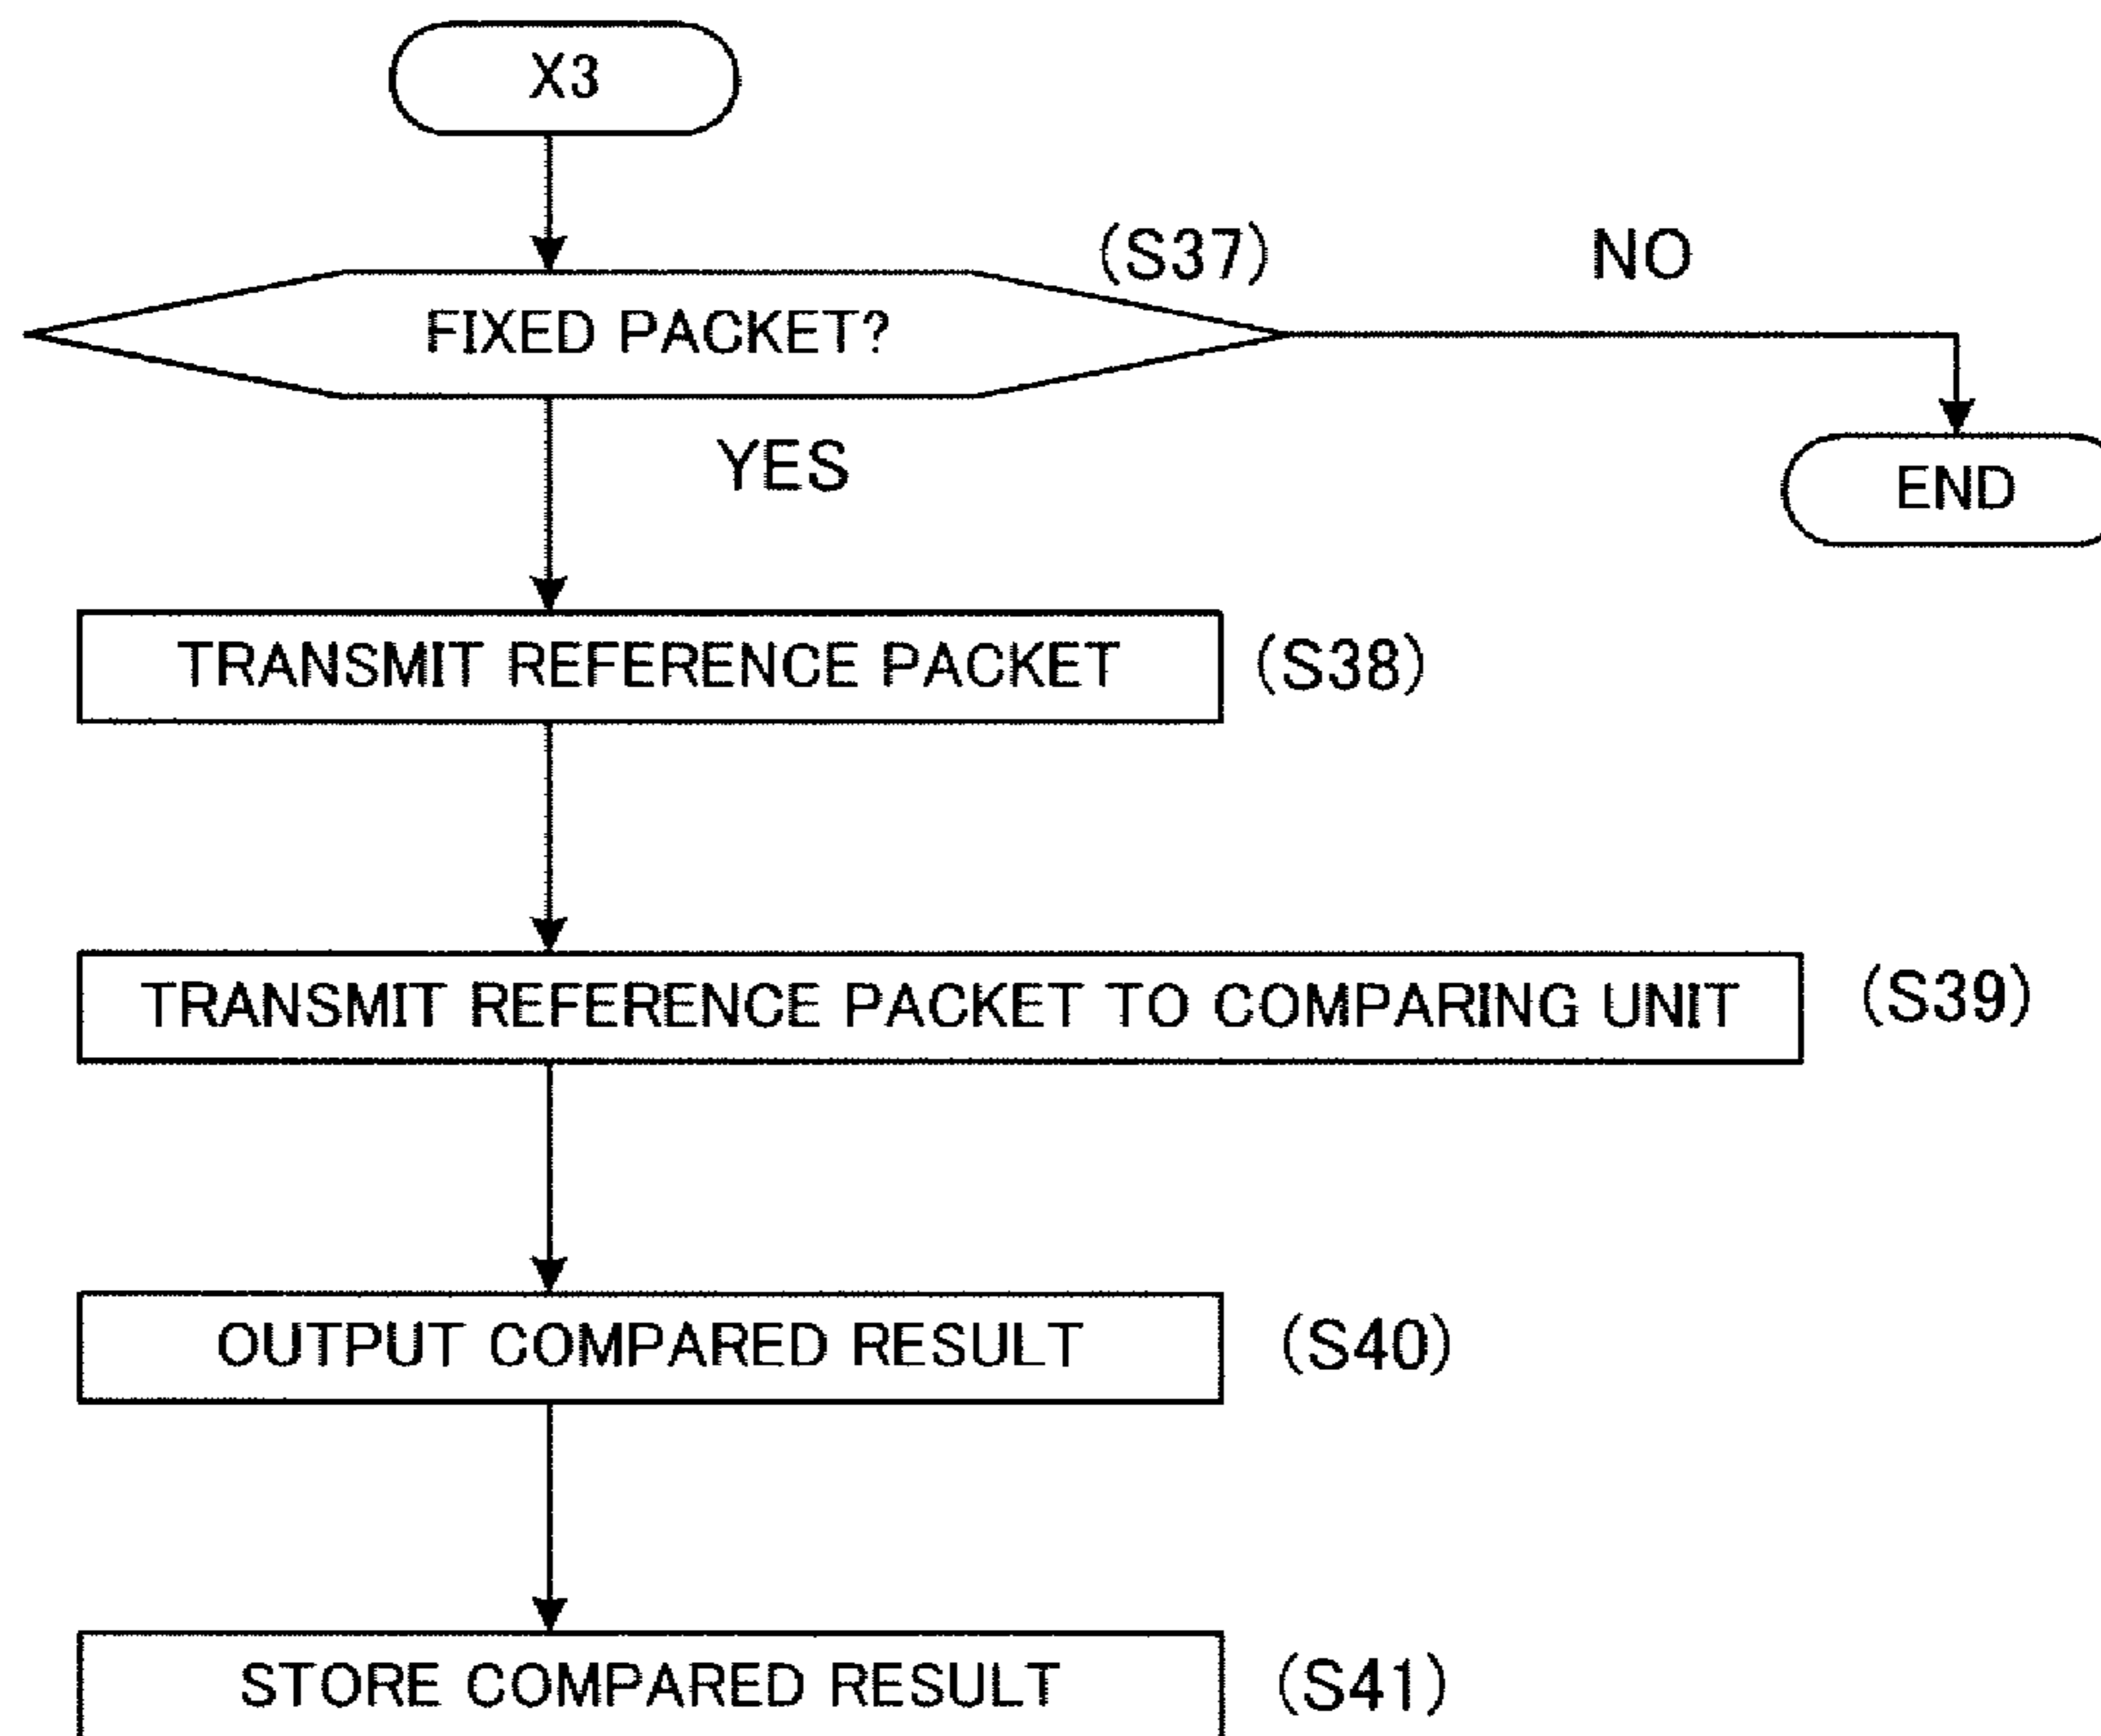 X3
(S37)
NO
FIXED PACKET?
YES
END
TRANSMIT REFERENCE PACKET
(S38)
TRANSMIT REFERENCE PACKET TO COMPARING UNIT
(S39)
OUTPUT COMPARED RESULT
(S40)
STORE COMPARED RESULT
(S41)